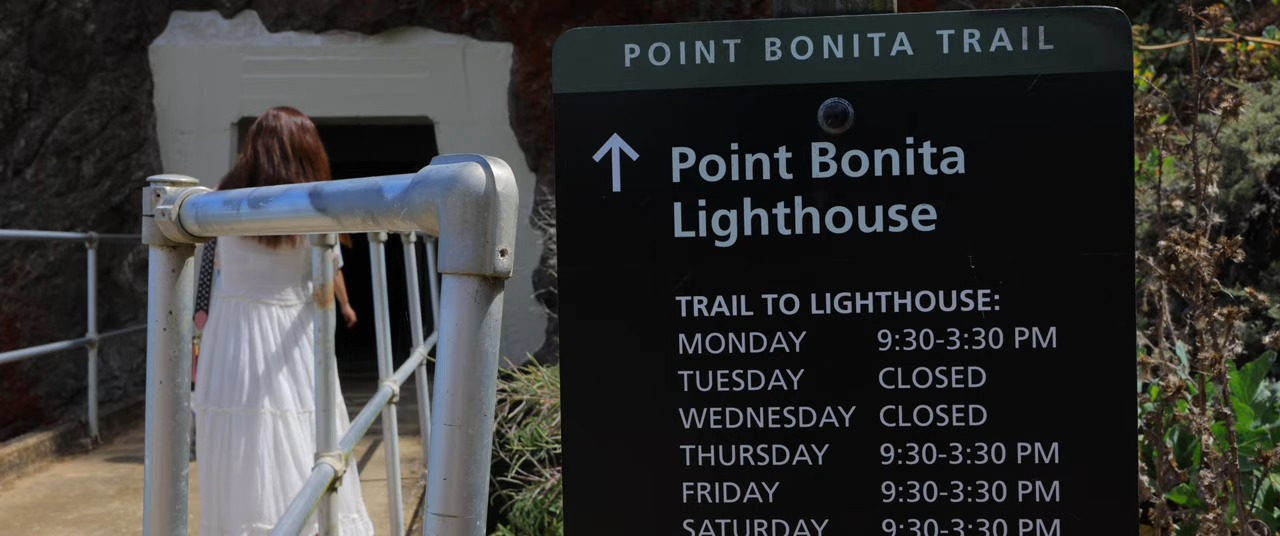 POINT BONITA TRAIL
Point Bonita
Lighthouse
TRAIL TO LIGHTHOUSE:
MONDAY 9:30-3:30 PM
TUESDAY CLOSED
WEDNESDAY CLOSED
THURSDAY 9:30-3:30 PM
FRIDAY 9:30-3:30 PM
SATURDAY 9:30-3:30 PM